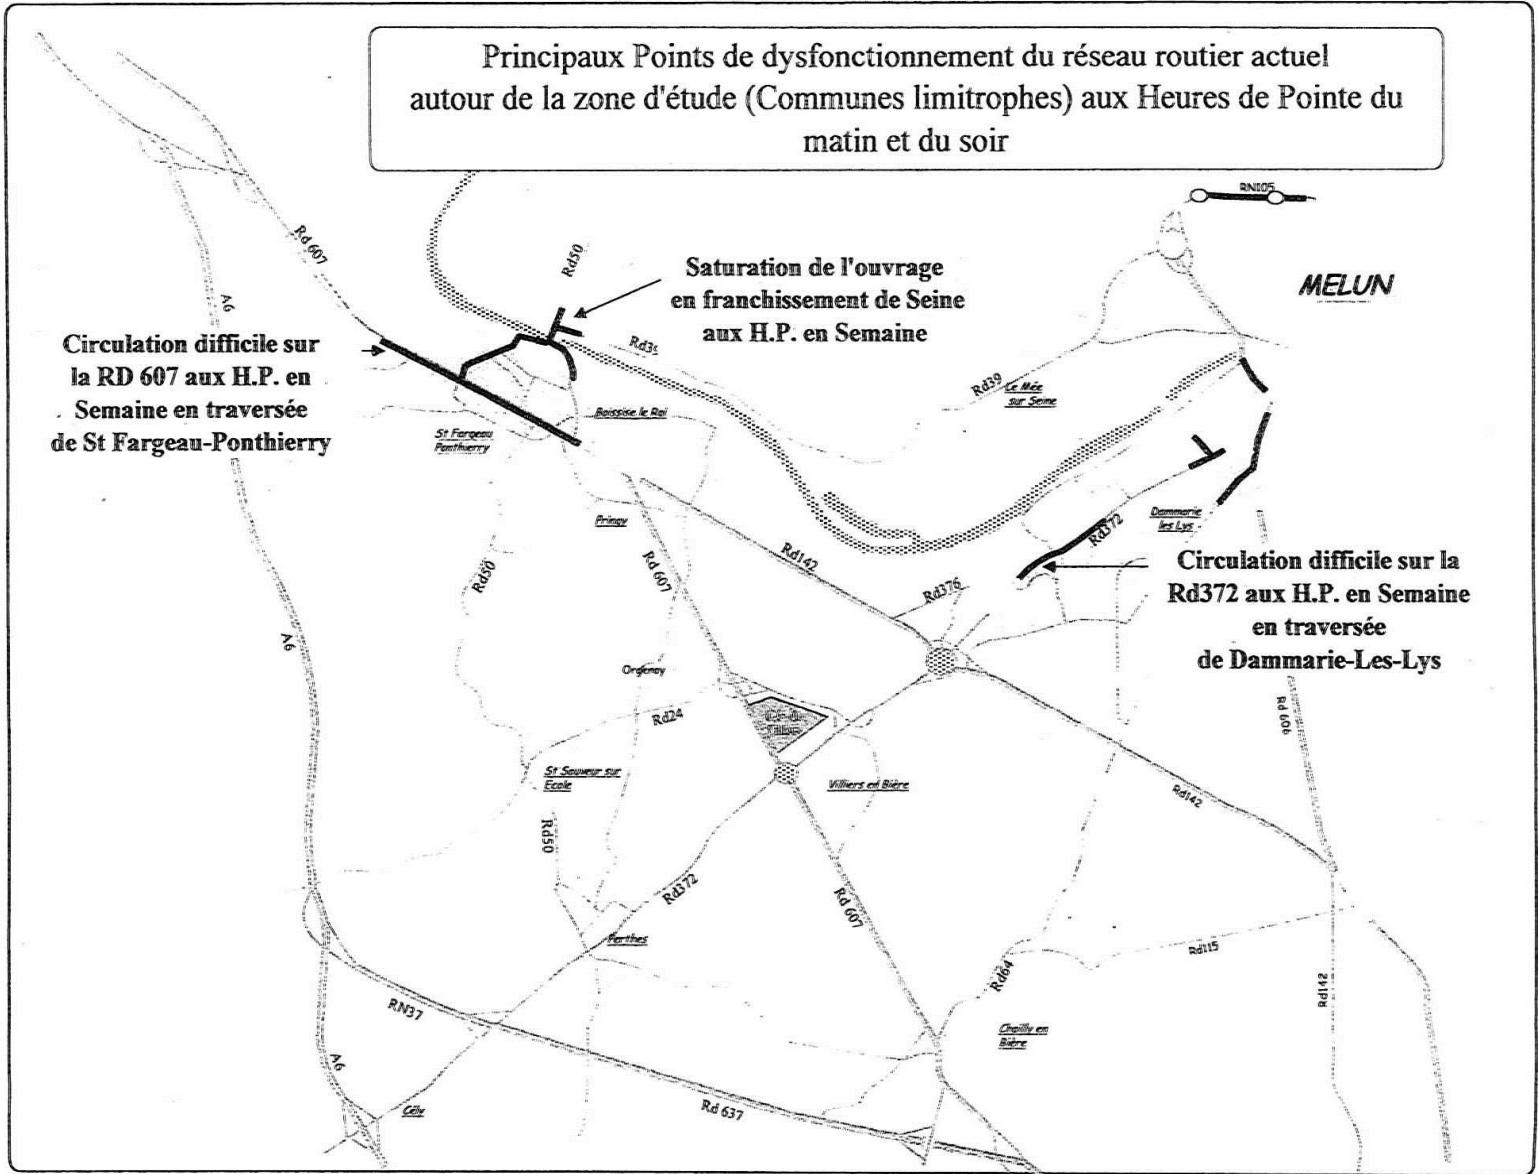 Principaux Points de dysfonctionnement du réseau routier actuel
autour de la zone d'étude (Communes limitrophes) aux Heures de Pointe du
matin et du soir
RN105
MELUN
Rd 607
Rd50
A6
Saturation de l'ouvrage
en franchissement de Seine
aux H.P. en Semaine
Circulation difficile sur
la RD 607 aux H.P. en
Semaine en traversée
de St Fargeau-Ponthierry
Rd39
Le Mée
sur Seine
Boissise le Roi
St Fargeau
Ponthierry
Pringy
Dammarie
les Lys
Rd372
Rd142
Rd 607
Rd50
Rd376
Circulation difficile sur la
Rd372 aux H.P. en Semaine
en traversée
de Dammarie-Les-Lys
A6
Orgenoy
Rd24
Rd 606
St Sauveur sur
Ecole
Villiers en Bière
Rd142
Rd50
Rd372
Rd 607
Perthes
Rd115
Rd64
Rd142
RN37
Chailly en
Bière
A6
Cély
Rd 637